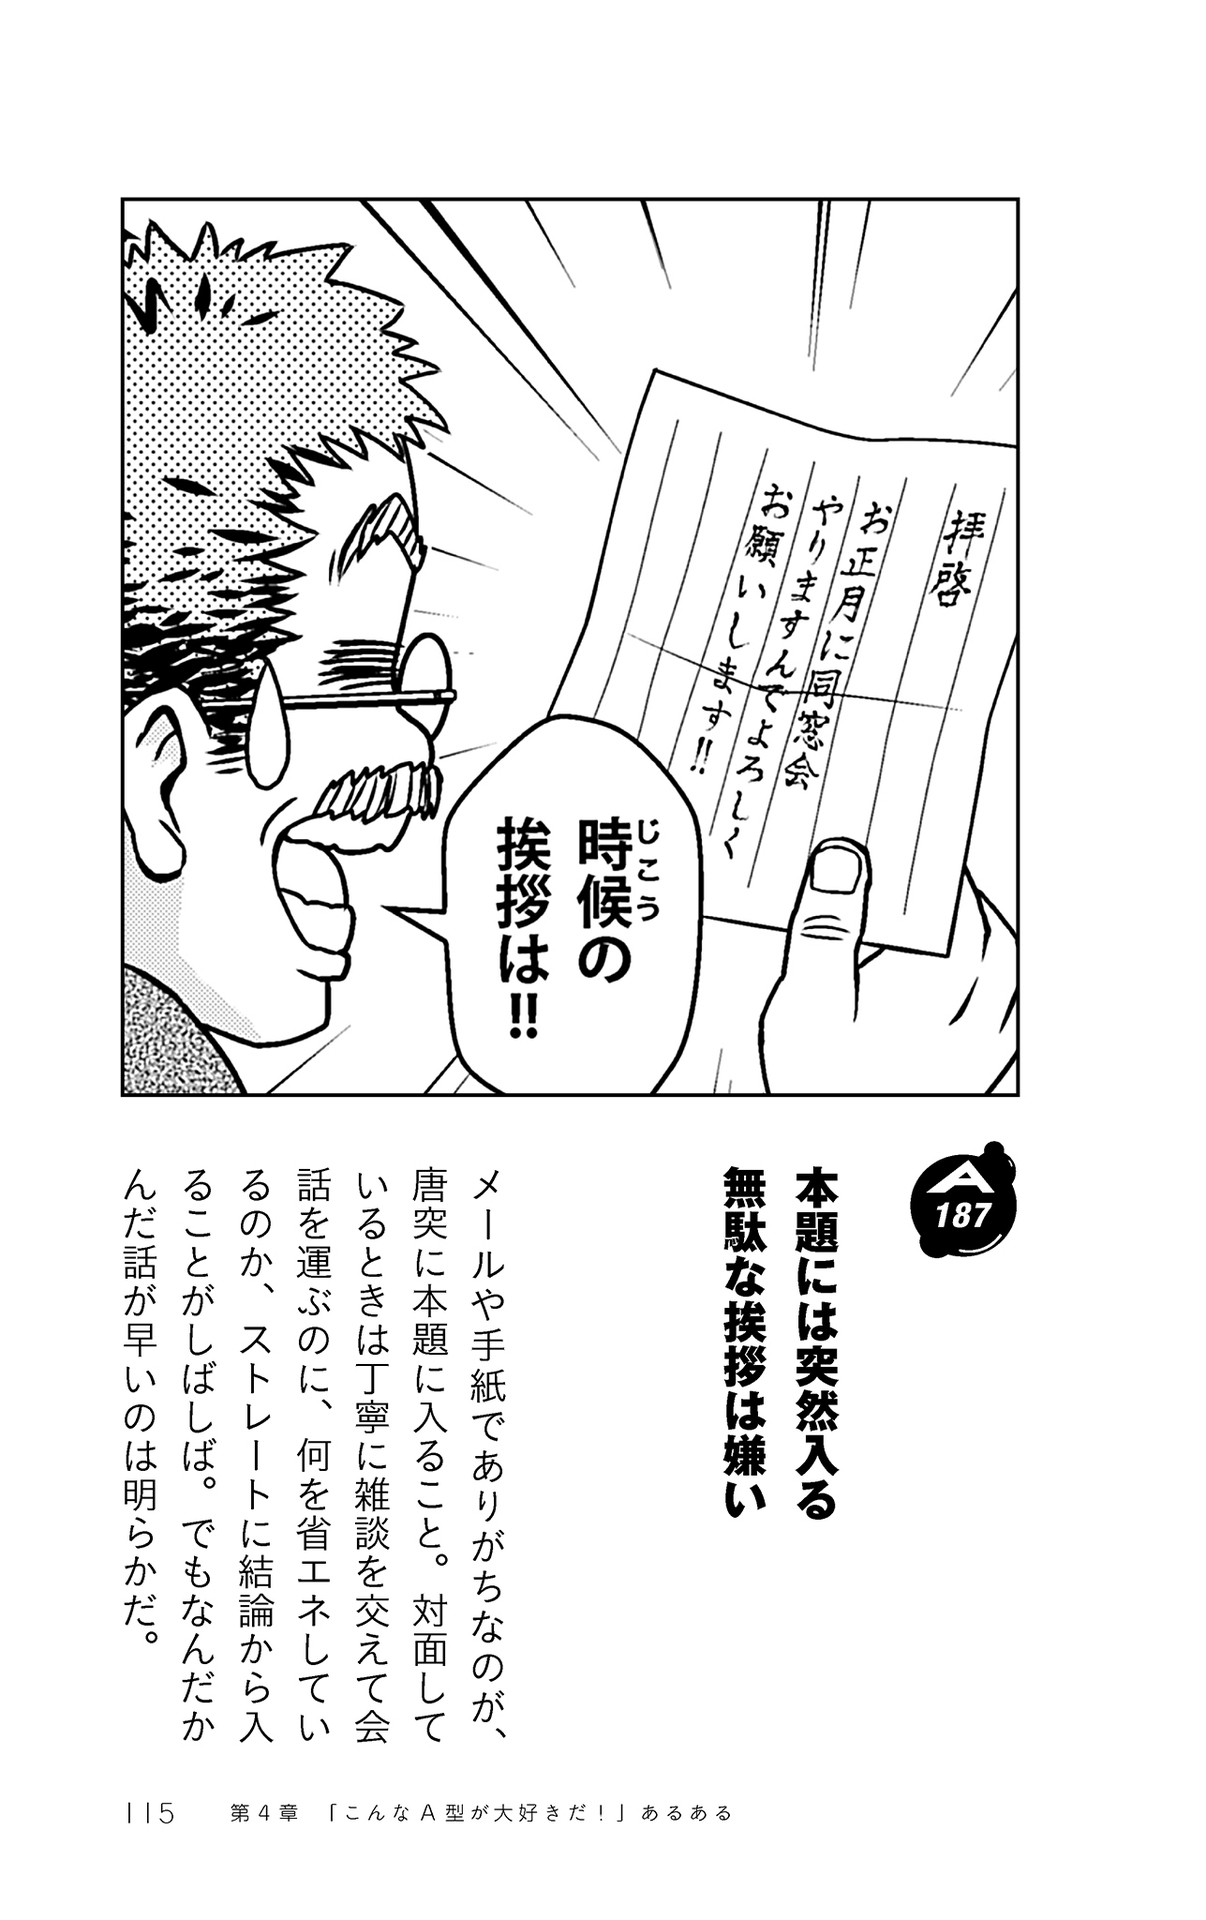 拝啓
お正月に同窓会
やりますんでよろしく
お願いします!!
時候の
じこう
挨拶は!!
A
187
本題には突然入る
無駄な挨拶は嫌い
メールや手紙でありがちなのが、
唐突に本題に入ること。対面して
いるときは丁寧に雑談を交えて会
話を運ぶのに、何を省エネしてい
るのか、ストレートに結論から入
ることがしばしば。でもなんだか
んだ話が早いのは明らかだ。
115 第4章 「こんなA型が大好きだ!」あるある